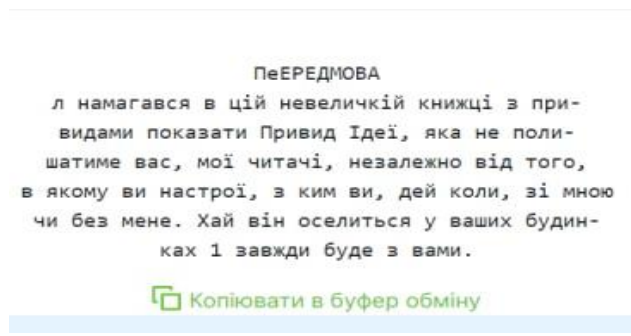 ПеЕРЕДМОВА
л намагався в цій невеличкій книжці з при-
видами показати Привид Ідеї, яка не поли-
шатиме вас, мої читачі, незалежно від того,
в якому ви настрої, з ким ви, дей коли, зі мною
чи без мене. Хай він оселиться у ваших будин-
ках 1 завжди буде з вами.
Копіювати в буфер обміну